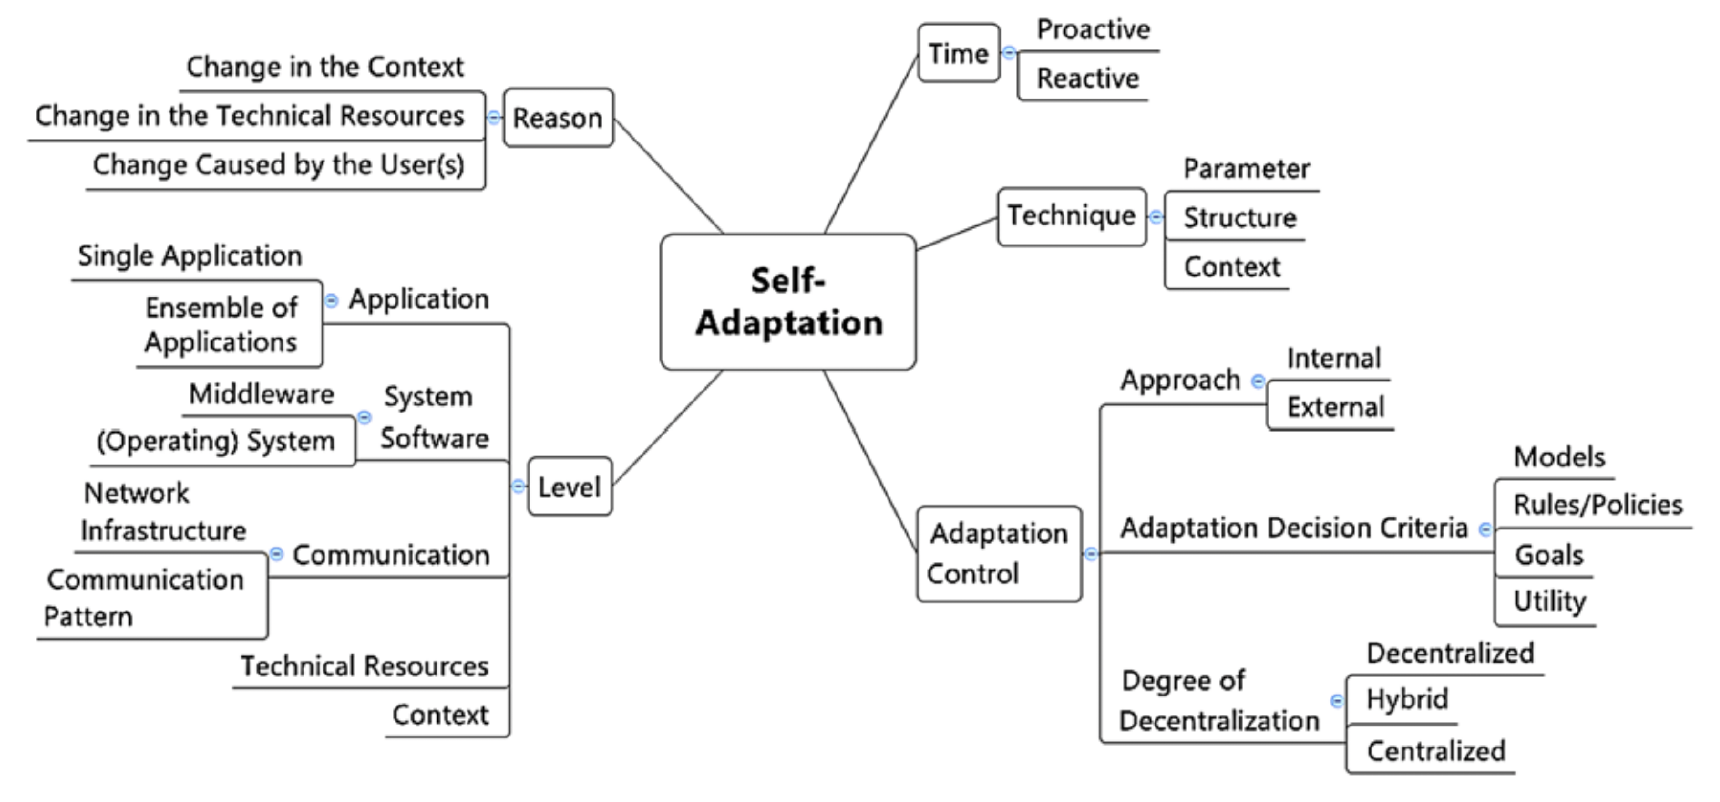 Self-
Adaptation
Time
Proactive
Reactive
Technique
Parameter
Structure
Context
Adaptation
Control
Approach
Internal
External
Adaptation Decision Criteria
Models
Rules/Policies
Goals
Utility
Degree of
Decentralization
Decentralized
Hybrid
Centralized
Reason
Change in the Context
Change in the Technical Resources
Change Caused by the User(s)
Level
Application
Single Application
Ensemble of
Applications
System
Software
Middleware
(Operating) System
Communication
Network
Infrastructure
Communication
Pattern
Technical Resources
Context